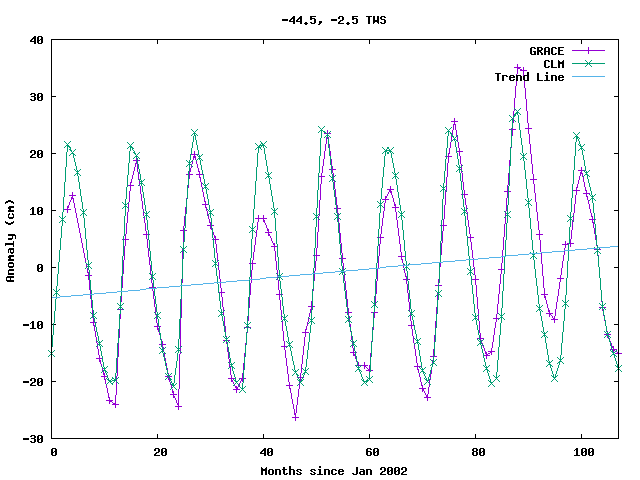 -44.5, -2.5 TWS
GRACE
CLM
Trend Line
40
30
20
10
0
-10
-20
-30
Anomaly (cm)
0 20 40 60 80 100
Months since Jan 2002